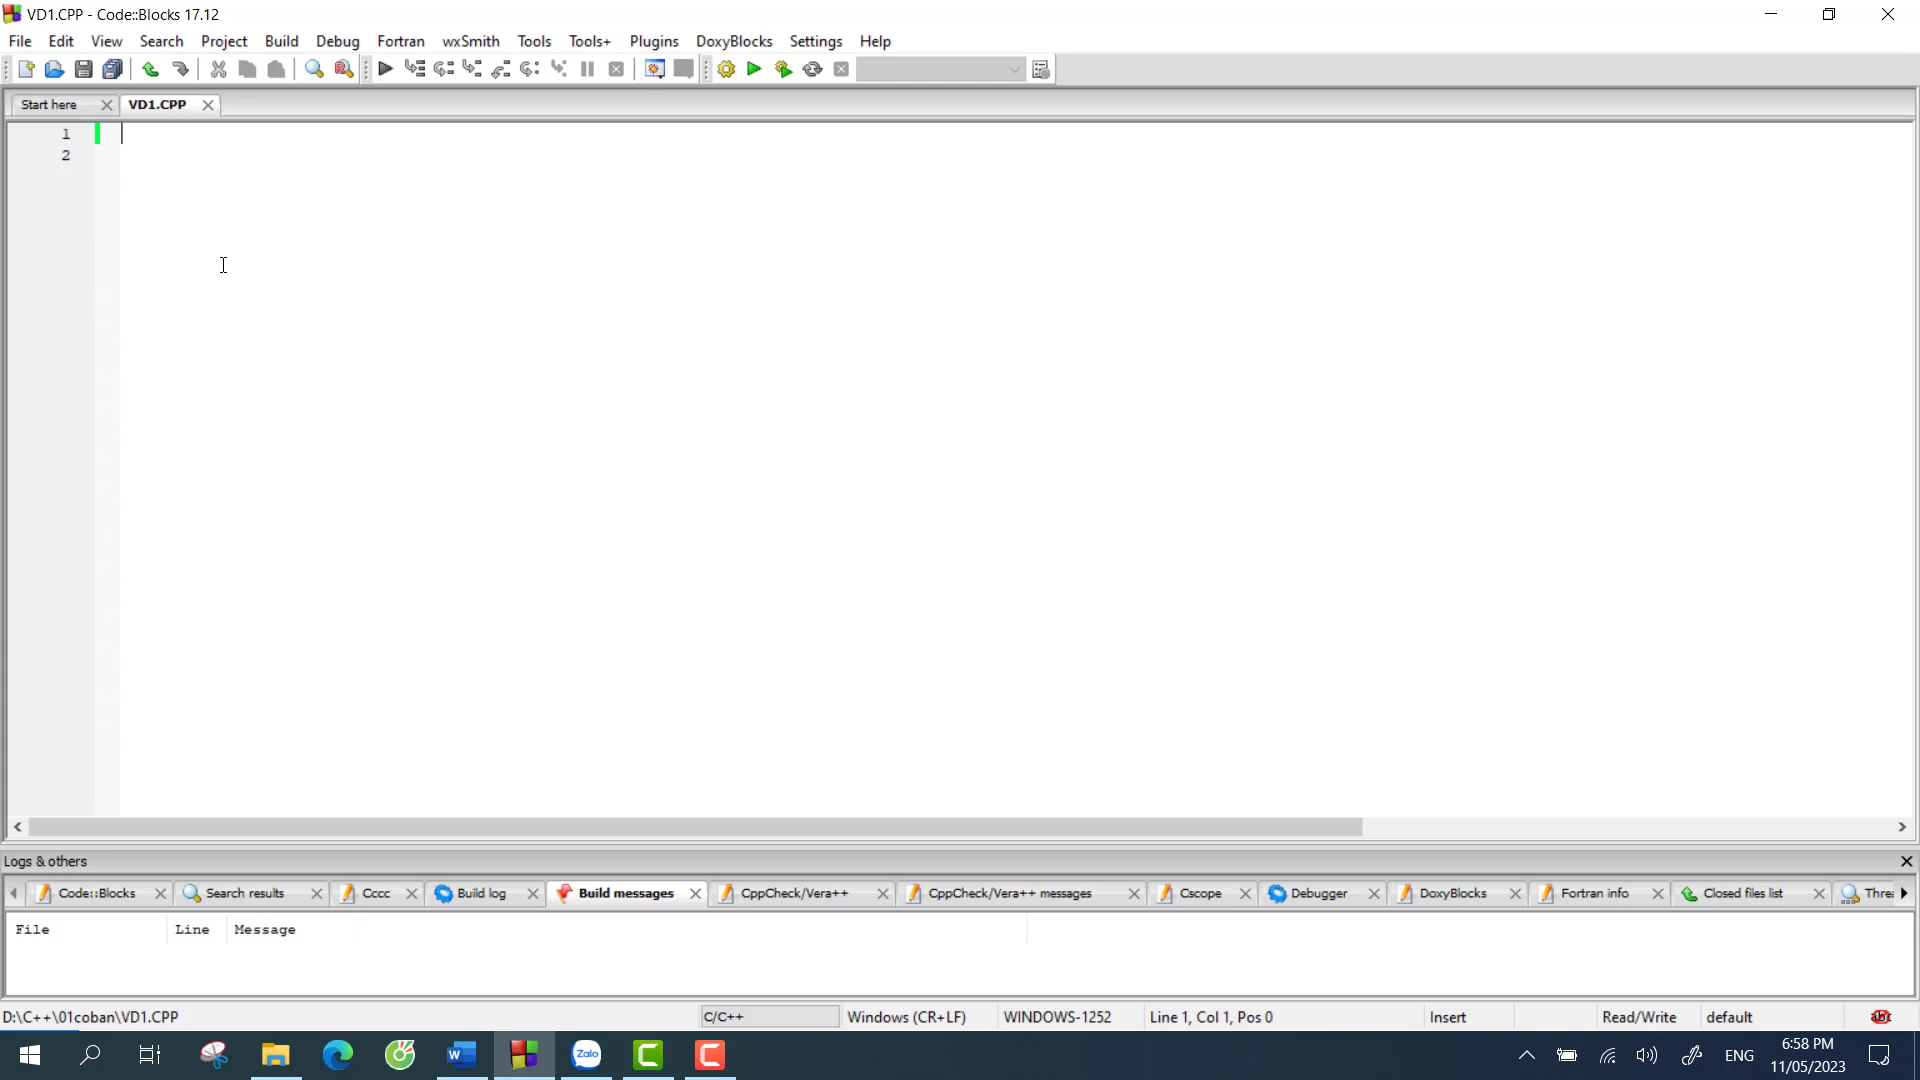 VD1.CPP - Code::Blocks 17.12
File Edit View Search Project Build Debug Fortran wxSmith Tools Tools+ Plugins DoxyBlocks Settings Help
Start here VD1.CPP
1
2
Logs & others
Code::Blocks Search results Cccc Build log Build messages CppCheck/Vera++ CppCheck/Vera++ messages Cscope Debugger DoxyBlocks Fortran info Closed files list Threa
File Line Message
D:\C++\01coban\VD1.CPP C/C++ Windows (CR+LF) WINDOWS-1252 Line 1, Col 1, Pos 0 Insert Read/Write default
Zalo ENG 6:58 PM
11/05/2023